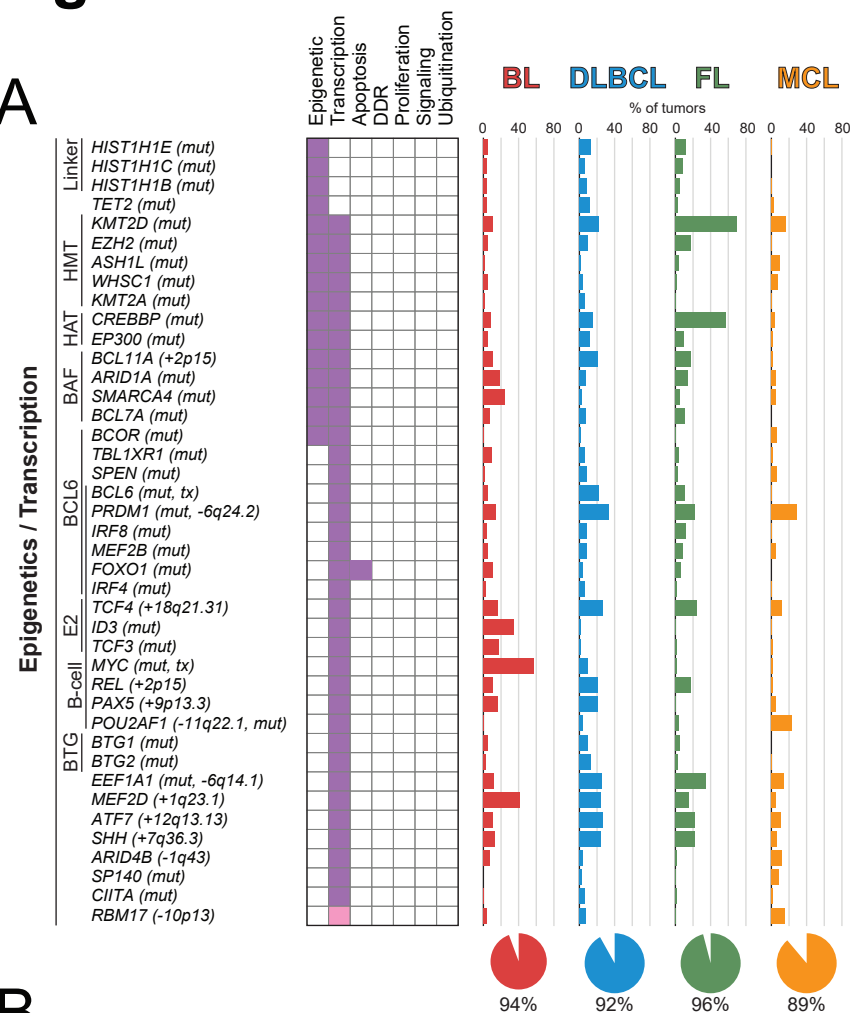 A
Epigenetic
Transcription
Apoptosis
DDR
Proliferation
Signaling
Ubiquitination
BL DLBCL FL MCL
% of tumors
0 40 80 0 40 80 0 40 80 0 40 80
Epigenetics / Transcription
Linker
HMT
HAT
BAF
BCL6
E2
B-cell
BTG
HIST1H1E (mut)
HIST1H1C (mut)
HIST1H1B (mut)
TET2 (mut)
KMT2D (mut)
EZH2 (mut)
ASH1L (mut)
WHSC1 (mut)
KMT2A (mut)
CREBBP (mut)
EP300 (mut)
BCL11A (+2p15)
ARID1A (mut)
SMARCA4 (mut)
BCL7A (mut)
BCOR (mut)
TBL1XR1 (mut)
SPEN (mut)
BCL6 (mut, tx)
PRDM1 (mut, -6q24.2)
IRF8 (mut)
MEF2B (mut)
FOXO1 (mut)
IRF4 (mut)
TCF4 (+18q21.31)
ID3 (mut)
TCF3 (mut)
MYC (mut, tx)
REL (+2p15)
PAX5 (+9p13.3)
POU2AF1 (-11q22.1, mut)
BTG1 (mut)
BTG2 (mut)
EEF1A1 (mut, -6q14.1)
MEF2D (+1q23.1)
ATF7 (+12q13.13)
SHH (+7q36.3)
ARID4B (-1q43)
SP140 (mut)
CIITA (mut)
RBM17 (-10p13)
94% 92% 96% 89%
B